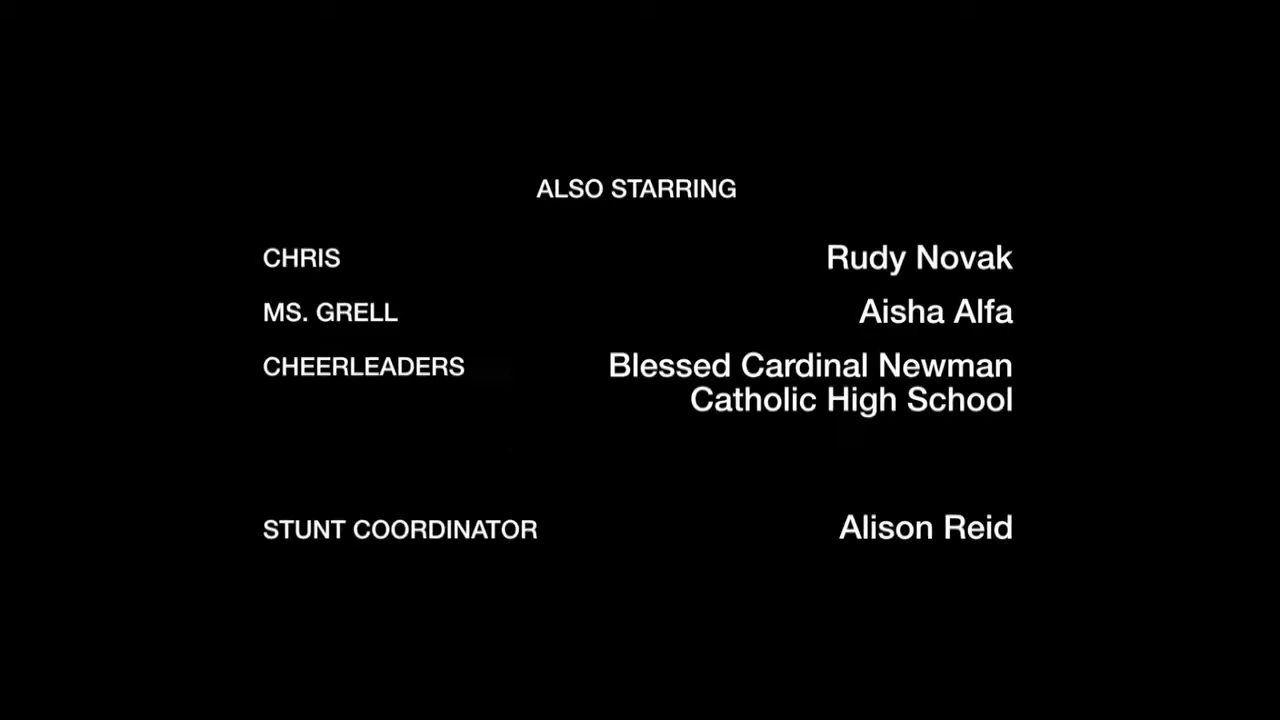 ALSO STARRING
CHRIS Rudy Novak
MS. GRELL Aisha Alfa
CHEERLEADERS Blessed Cardinal Newman
Catholic High School
STUNT COORDINATOR Alison Reid